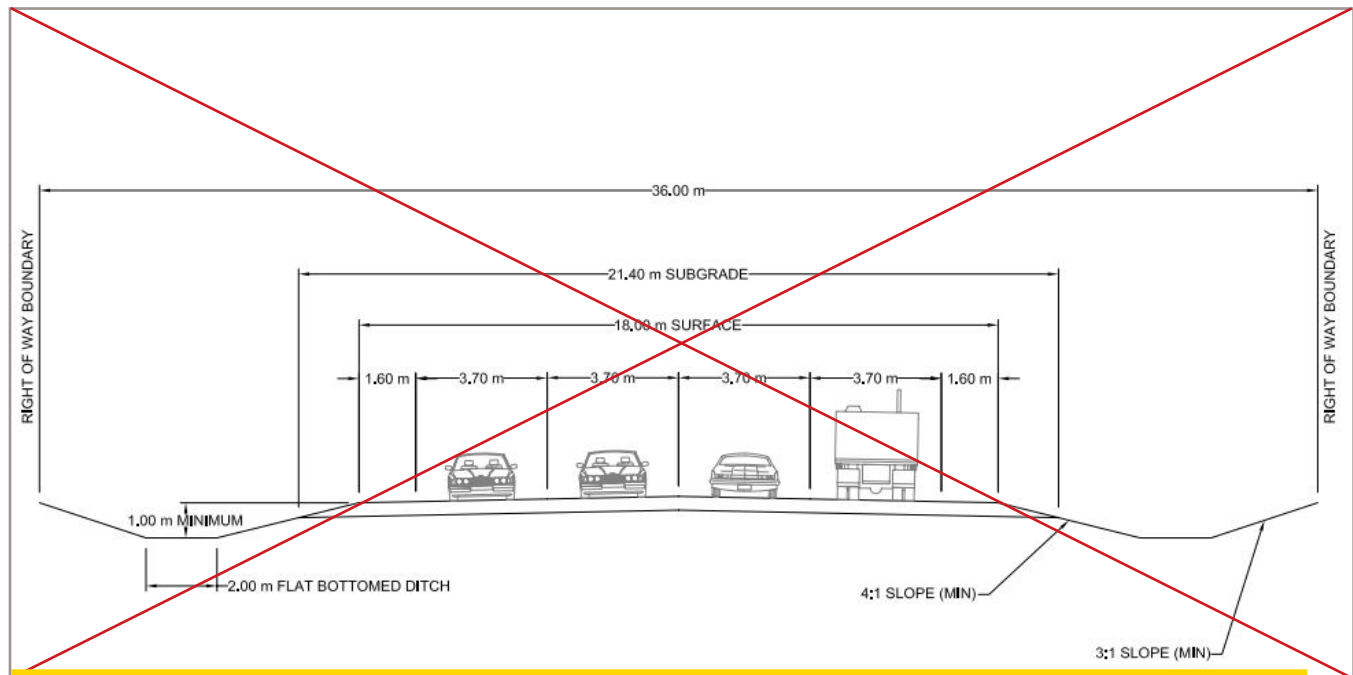 36.00 m
RIGHT OF WAY BOUNDARY
RIGHT OF WAY BOUNDARY
21.40 m SUBGRADE
18.00 m SURFACE
1.60 m
3.70 m
3.70 m
3.70 m
3.70 m
1.60 m
1.00 m MINIMUM
2.00 m FLAT BOTTOMED DITCH
4:1 SLOPE (MIN)
3:1 SLOPE (MIN)